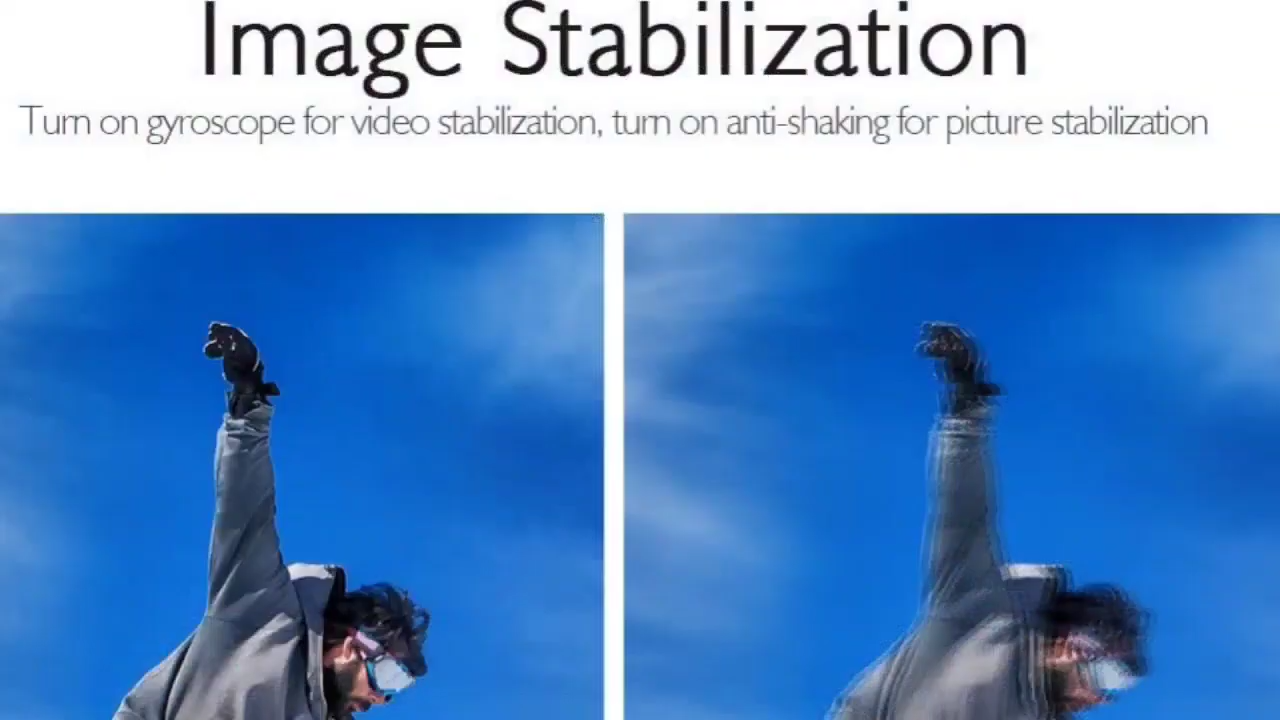 Image Stabilization
Turn on gyroscope for video stabilization, turn on anti-shaking for picture stabilization